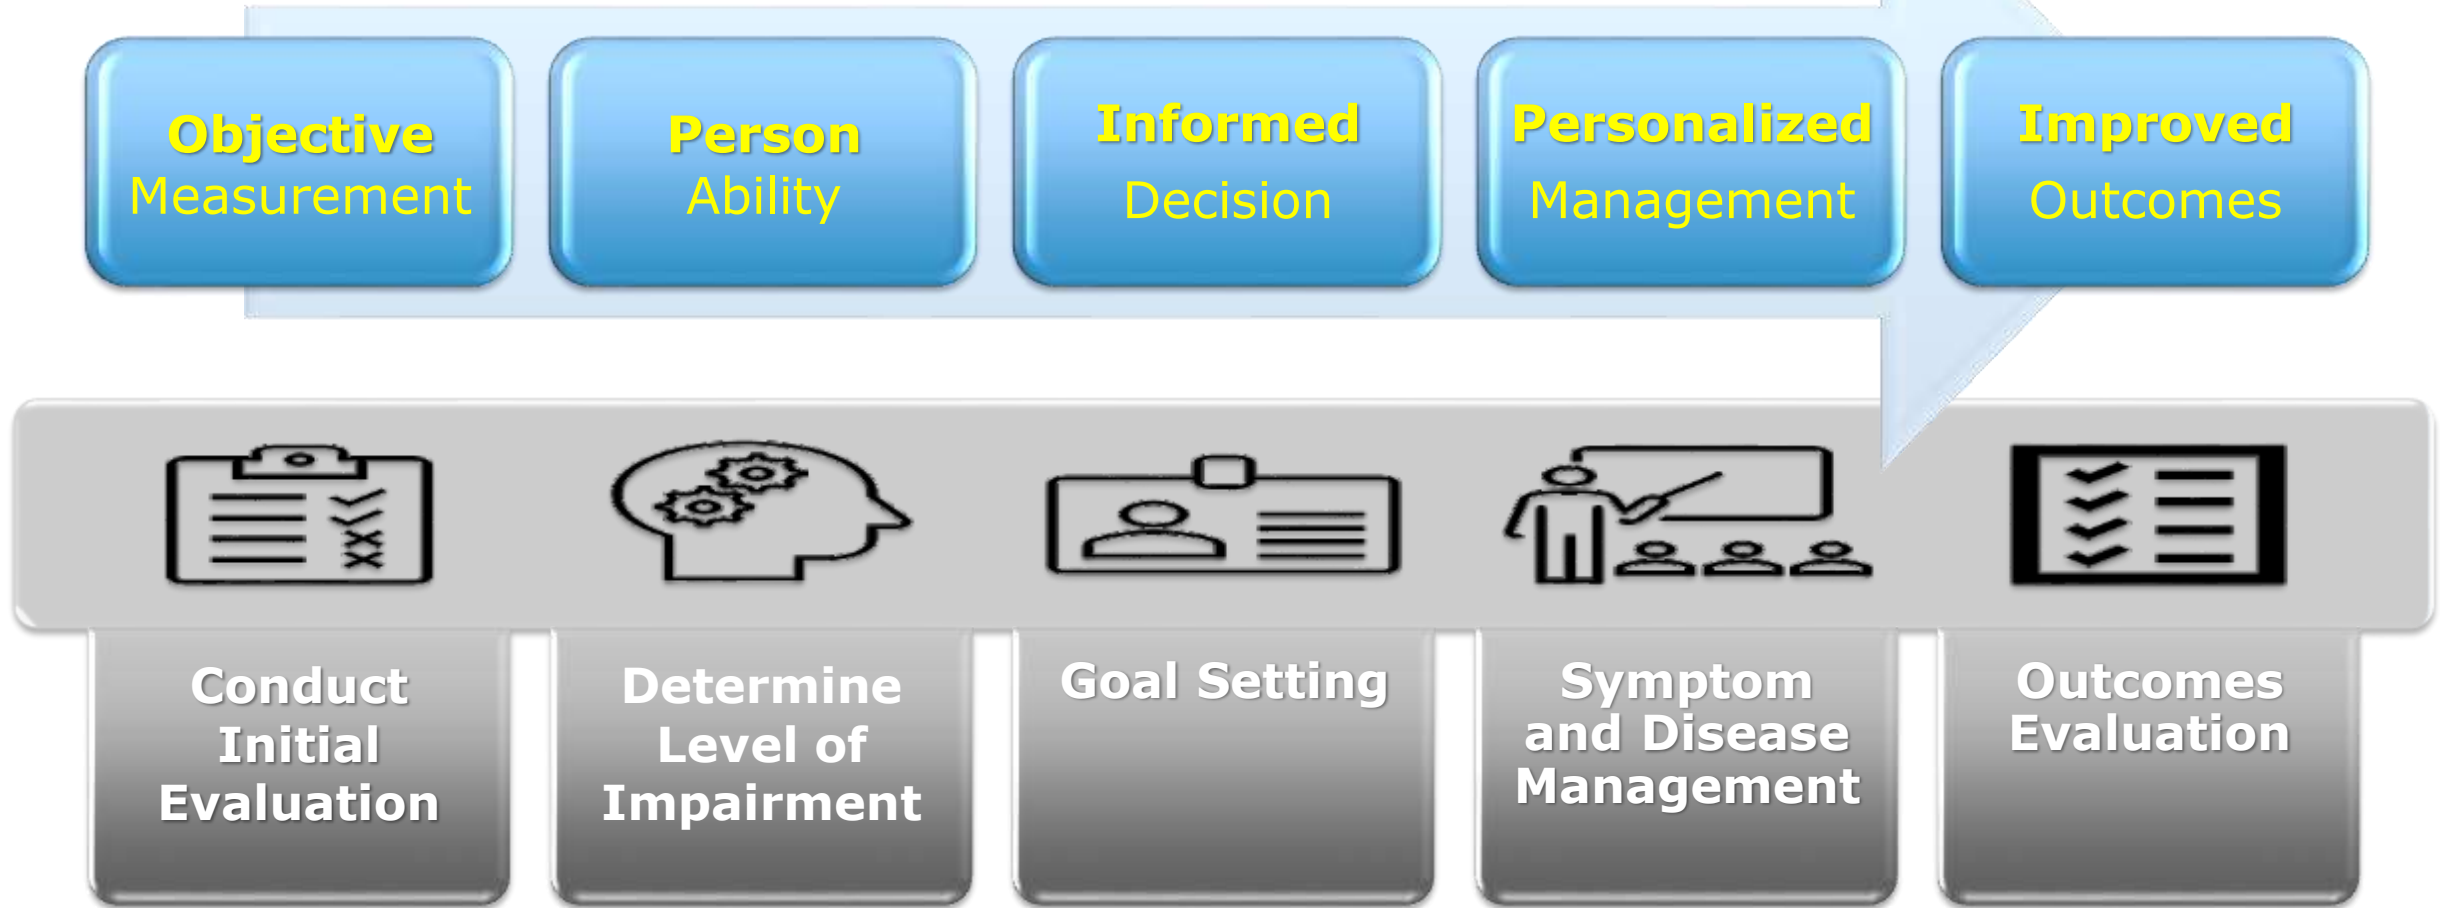 Objective
Measurement
Person
Ability
Informed
Decision
Personalized
Management
Improved
Outcomes
Conduct
Initial
Evaluation
Determine
Level of
Impairment
Goal Setting
Symptom
and Disease
Management
Outcomes
Evaluation